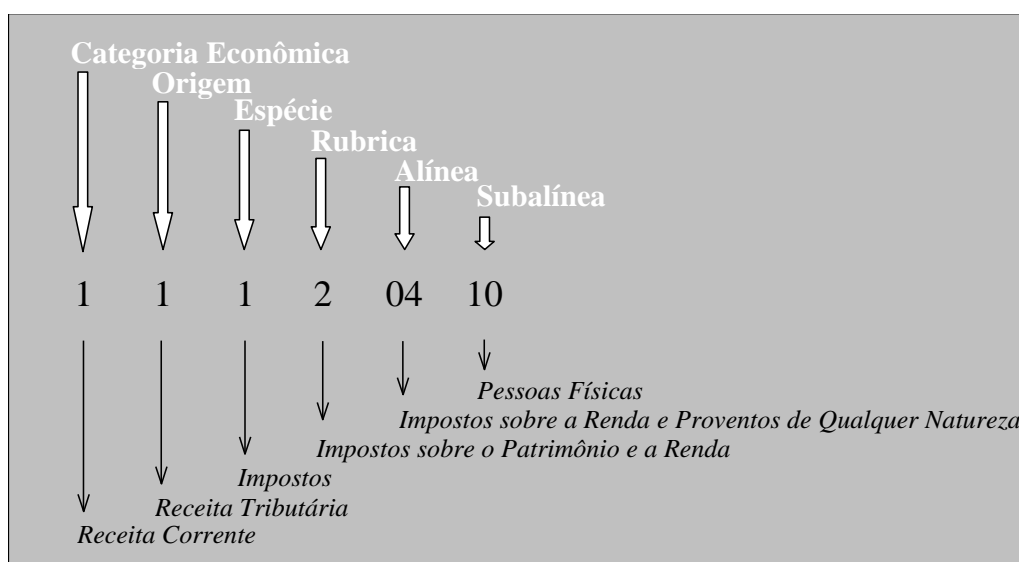 Categoria Econômica
Origem
Espécie
Rubrica
Alínea
Subalínea
1 1 1 2 04 10
Pessoas Físicas
Impostos sobre a Renda e Proventos de Qualquer Natureza
Impostos sobre o Patrimônio e a Renda
Impostos
Receita Tributária
Receita Corrente